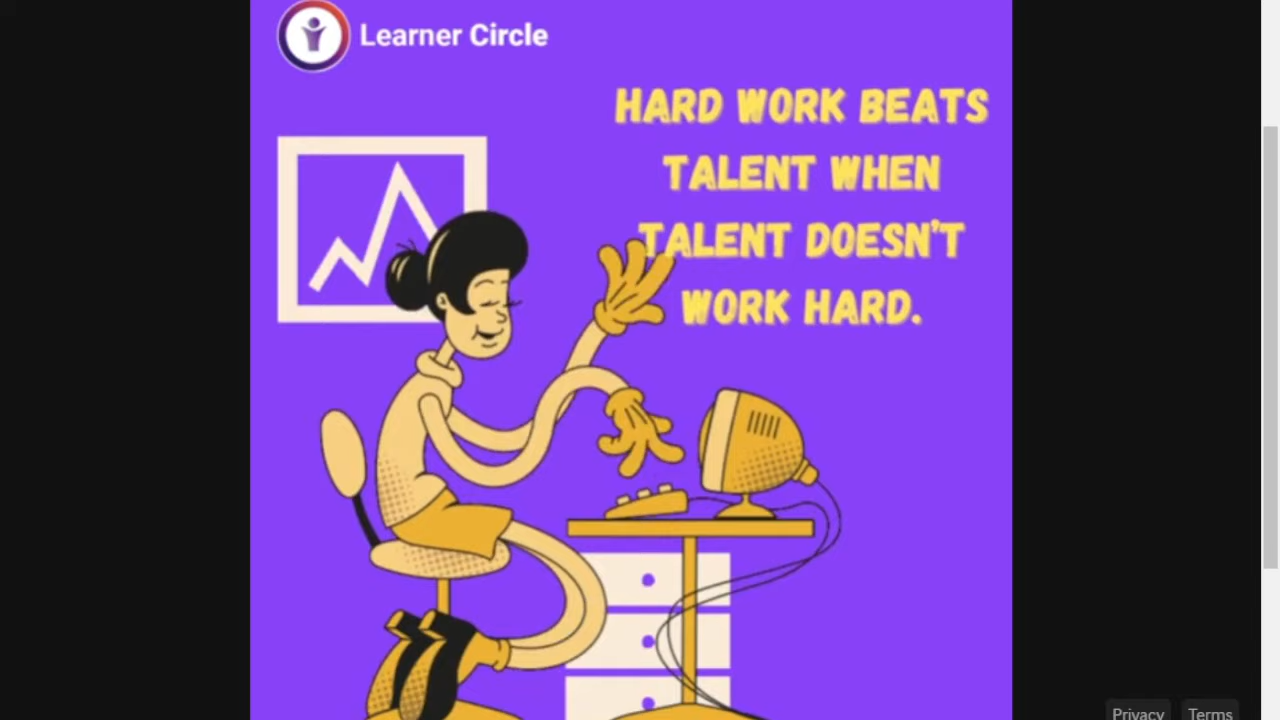 Learner Circle
HARD WORK BEATS
TALENT WHEN
TALENT DOESN'T
WORK HARD.
Privacy Terms